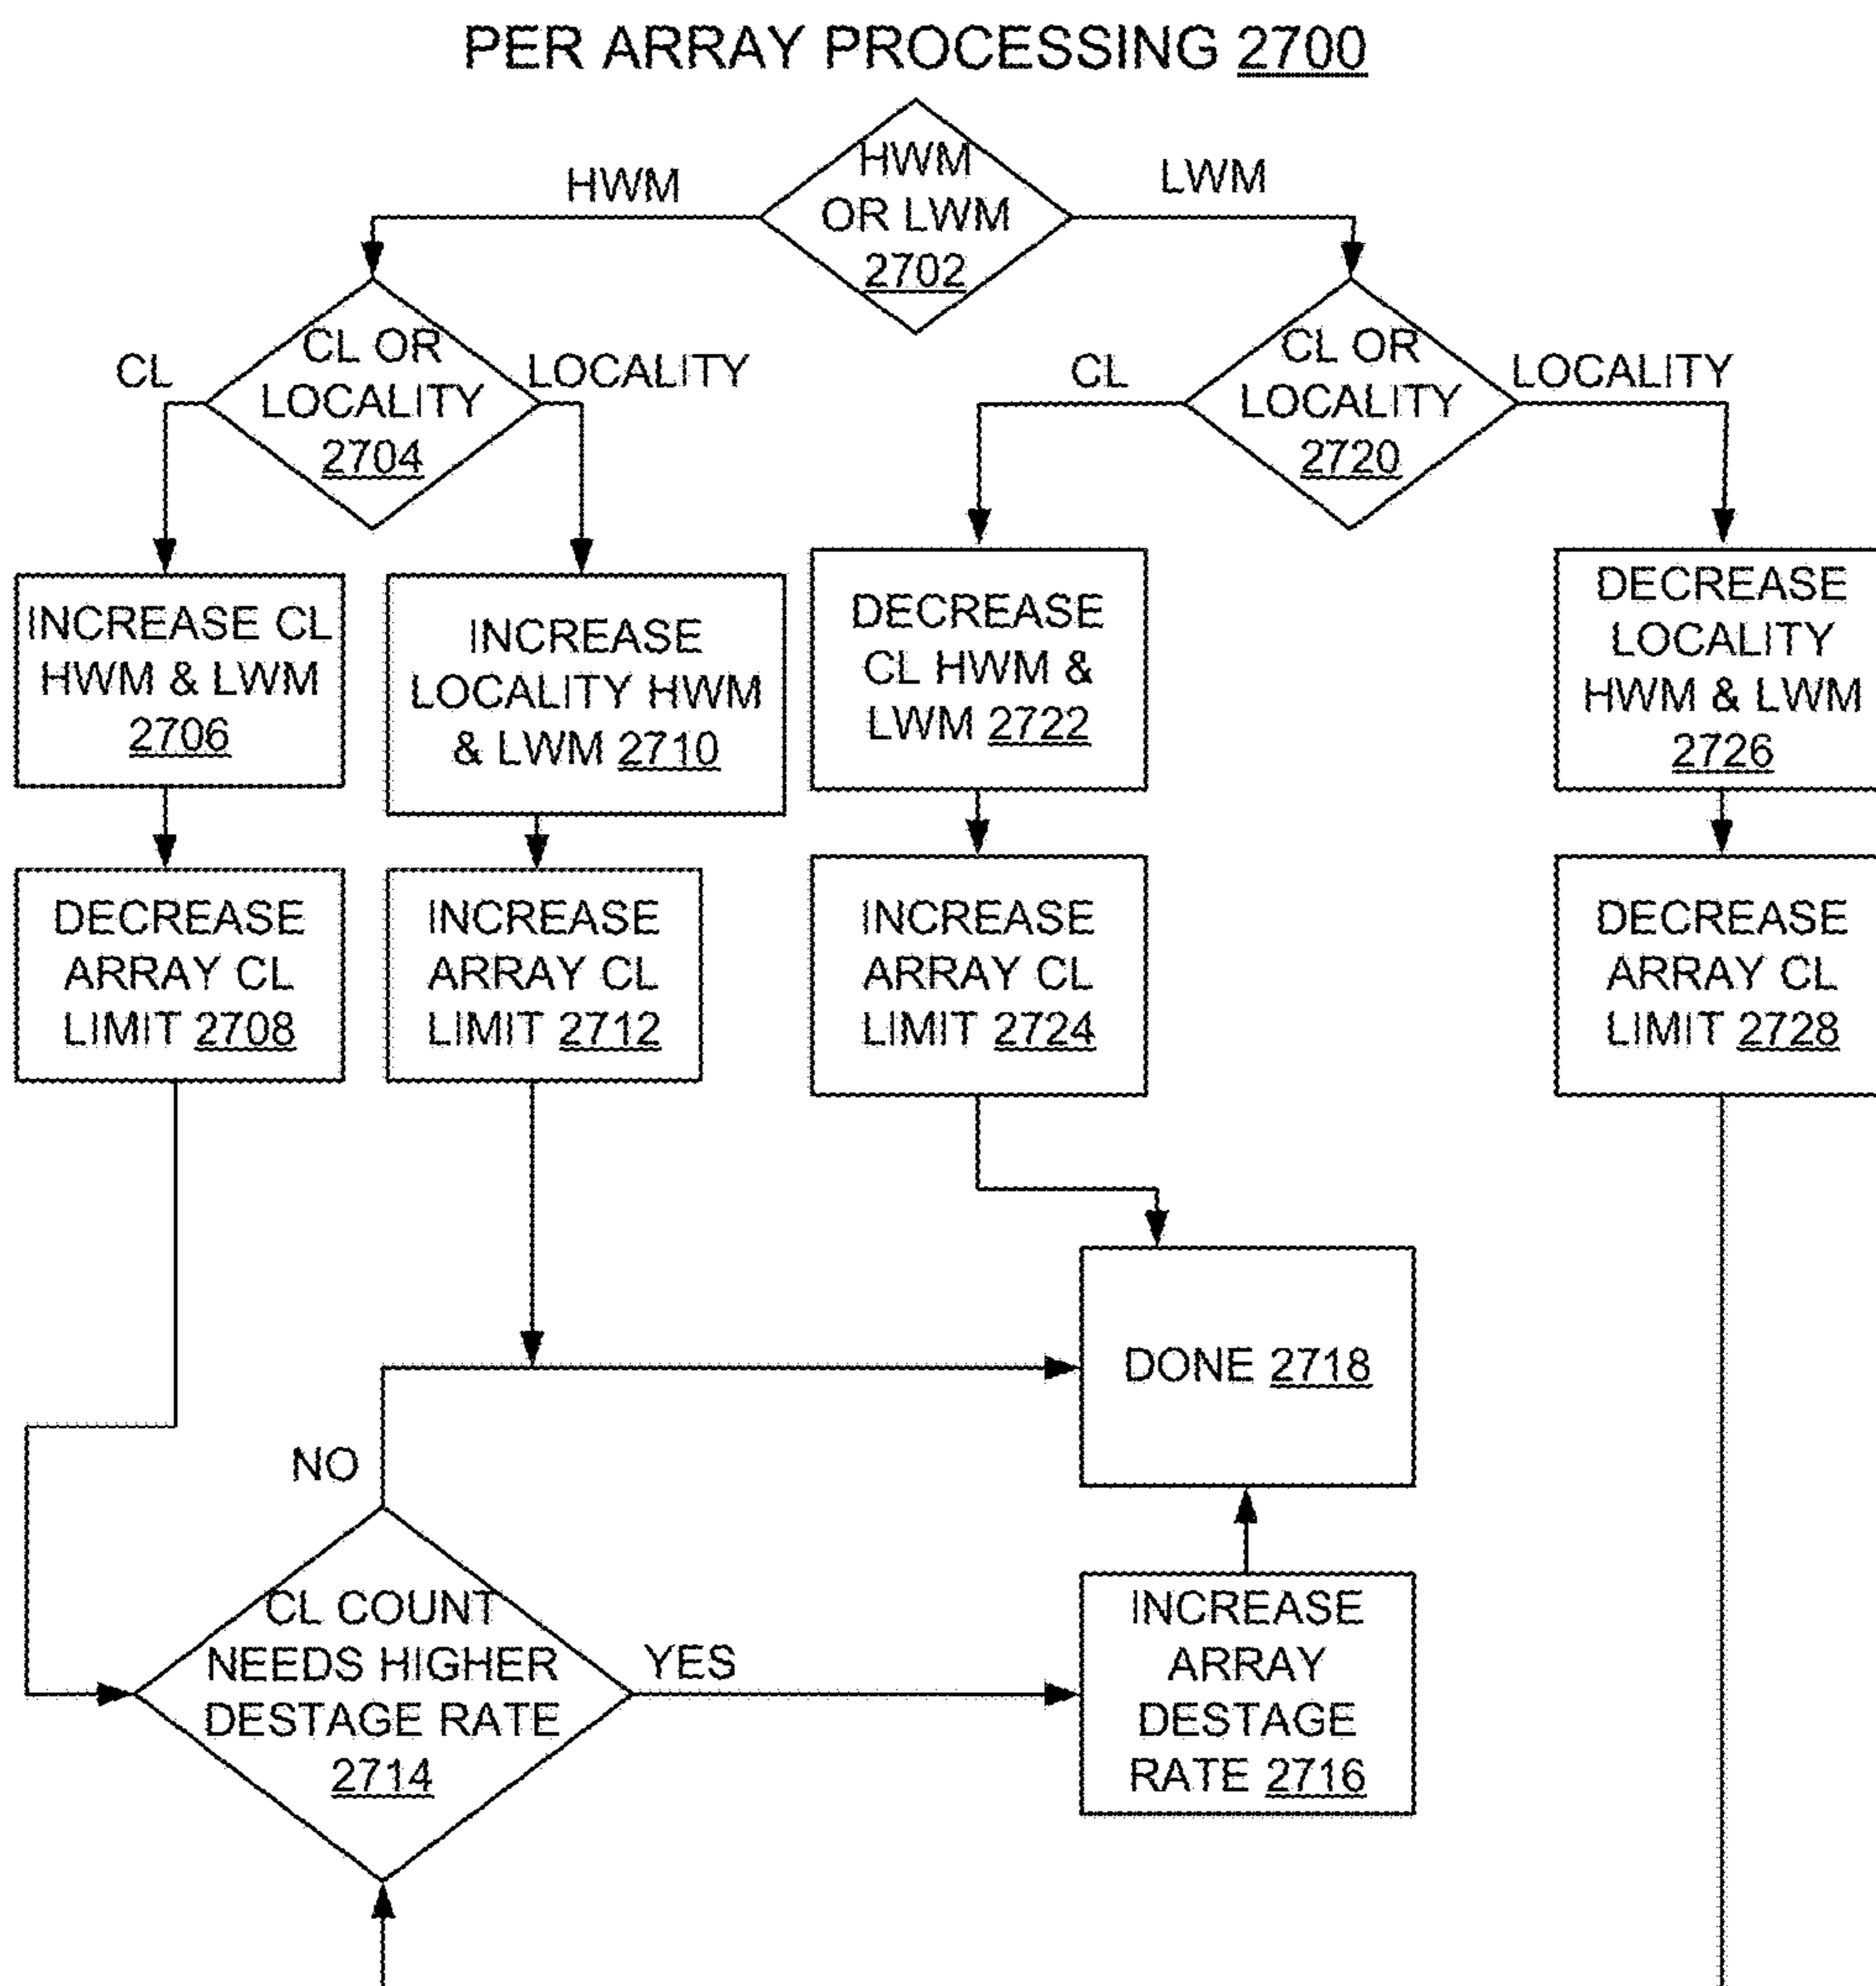 PER ARRAY PROCESSING 2700
HWM
HWM
OR LWM
2702
LWM
CL
CL OR
LOCALITY
2704
LOCALITY
CL
CL OR
LOCALITY
2720
LOCALITY
INCREASE CL
HWM & LWM
2706
INCREASE
LOCALITY HWM
& LWM 2710
DECREASE
CL HWM &
LWM 2722
DECREASE
LOCALITY
HWM & LWM
2726
DECREASE
ARRAY CL
LIMIT 2708
INCREASE
ARRAY CL
LIMIT 2712
INCREASE
ARRAY CL
LIMIT 2724
DECREASE
ARRAY CL
LIMIT 2728
DONE 2718
NO
CL COUNT
NEEDS HIGHER
DESTAGE RATE
2714
YES
INCREASE
ARRAY
DESTAGE
RATE 2716